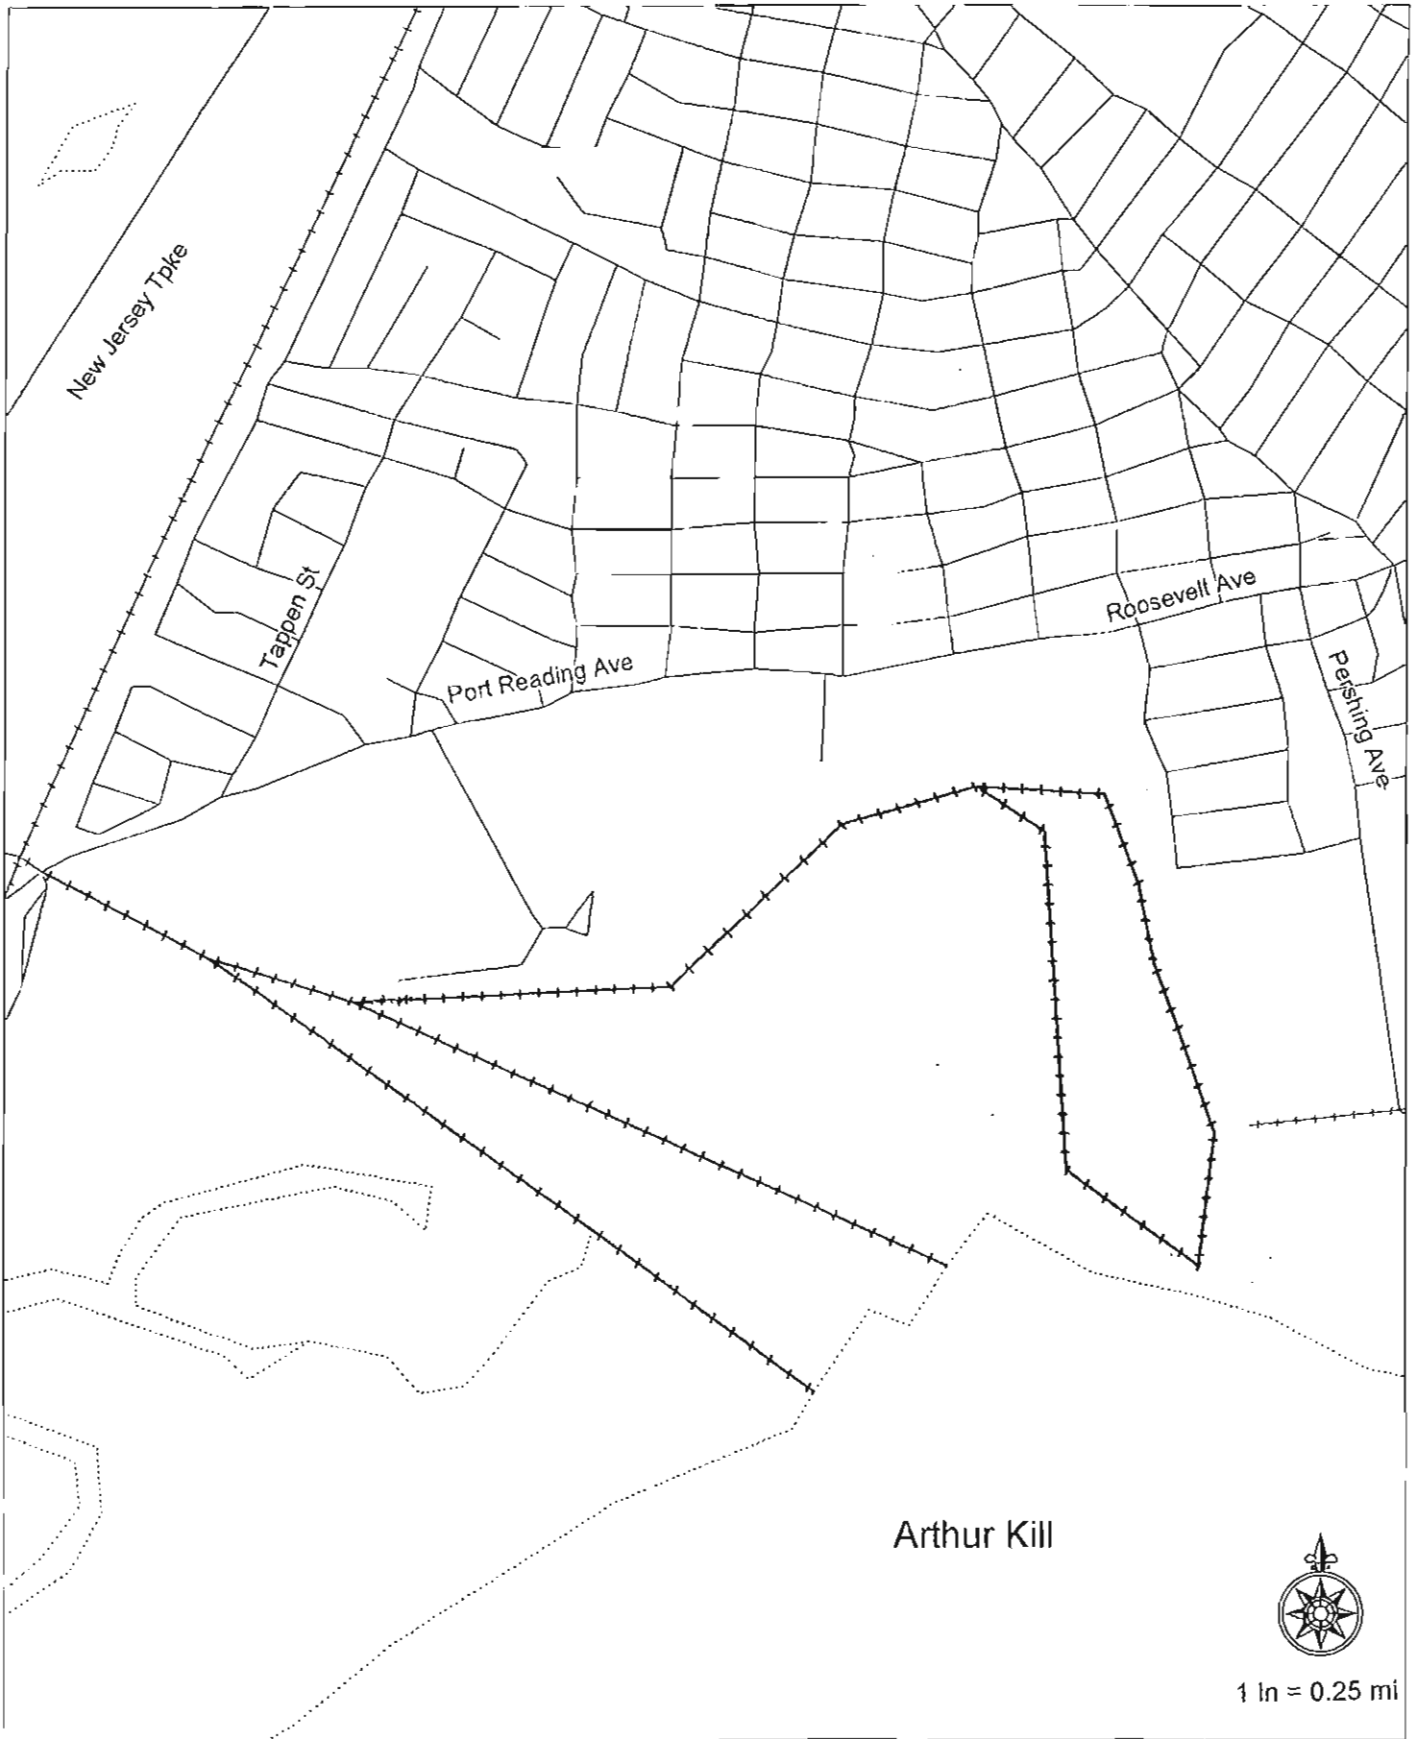 New Jersey Tpke
Tappen St
Port Reading Ave
Roosevelt Ave
Pershing Ave
Arthur Kill
1 In = 0.25 mi